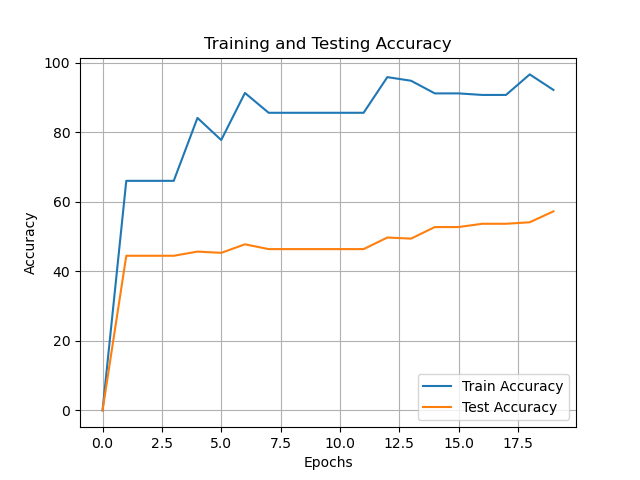 Training and Testing Accuracy
100
80
60
40
20
0
Accuracy
0.0 2.5 5.0 7.5 10.0 12.5 15.0 17.5
Epochs
Train Accuracy
Test Accuracy